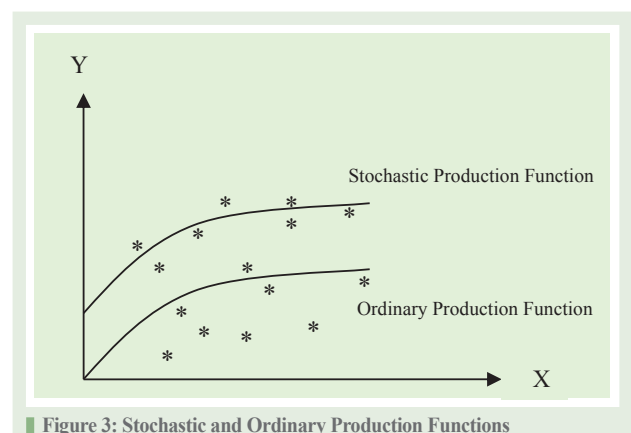 Y
Stochastic Production Function
Ordinary Production Function
X
Figure 3: Stochastic and Ordinary Production Functions